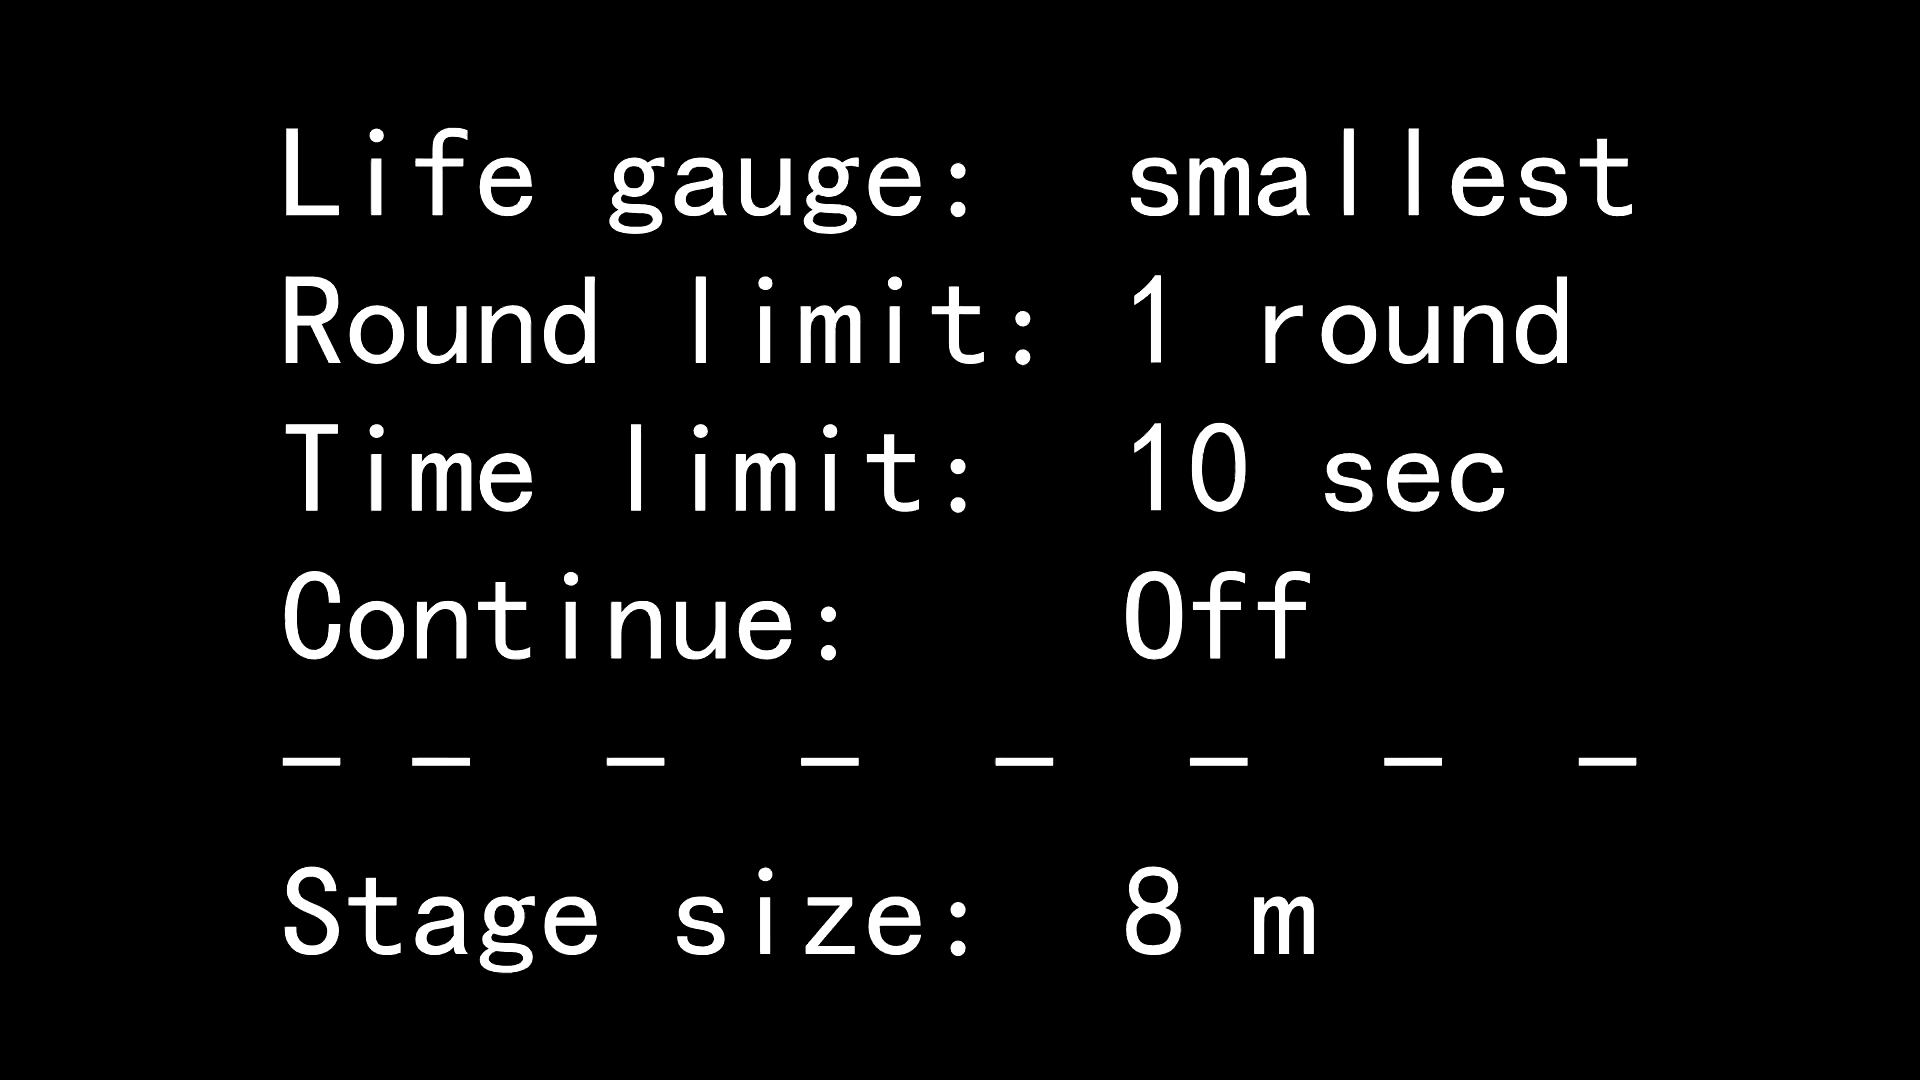 Life gauge: smallest
Round limit: 1 round
Time limit: 10 sec
Continue: Off
– – – – – – – –
Stage size: 8 m